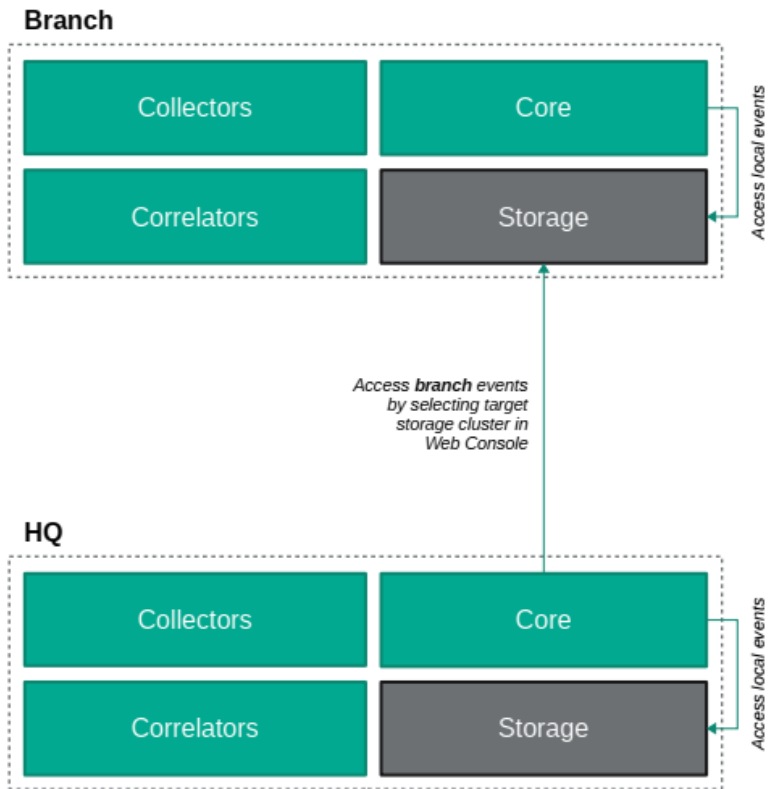 Branch
Collectors
Core
Correlators
Storage
Access local events
Access branch events
by selecting target
storage cluster in
Web Console
HQ
Collectors
Core
Correlators
Storage
Access local events